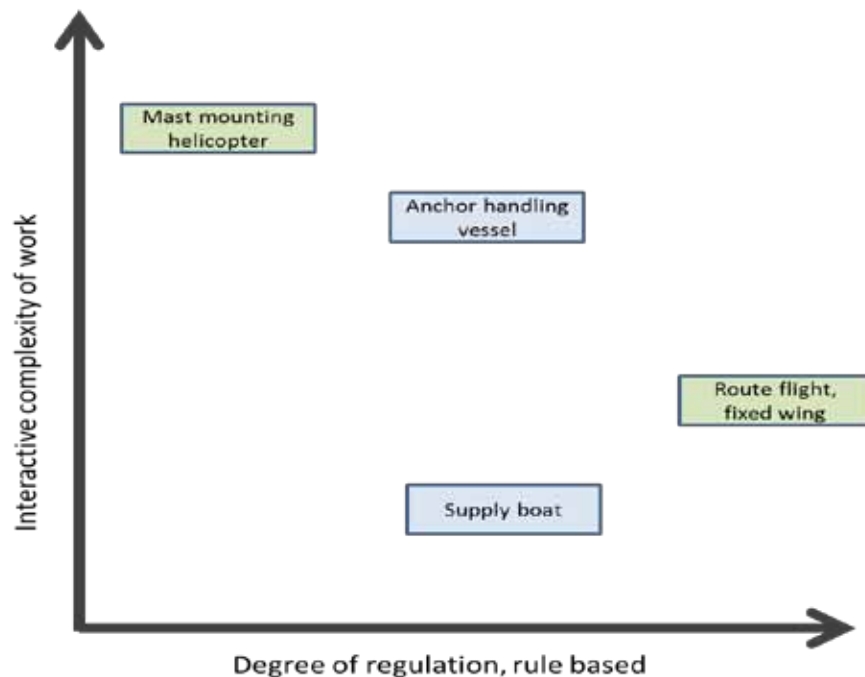 Mast mounting
helicopter
Anchor handling
vessel
Route flight,
fixed wing
Supply boat
Interactive complexity of work
Degree of regulation, rule based